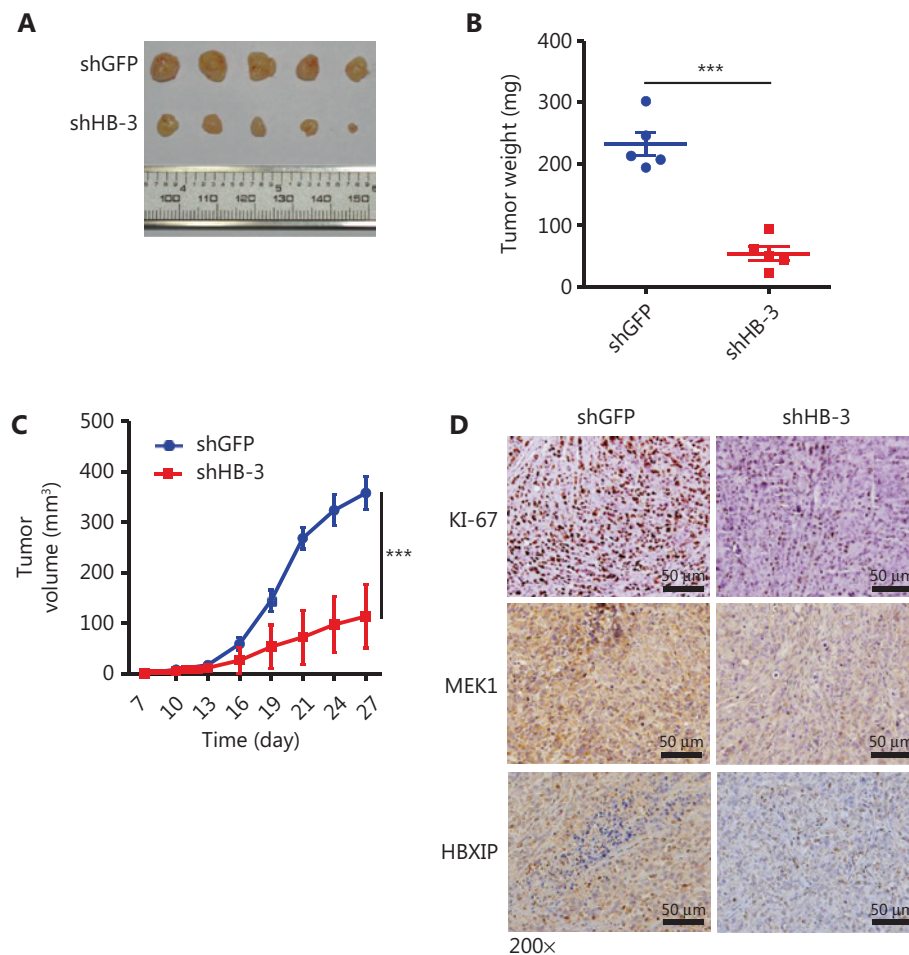 A
shGFP
shHB-3
4 5 6
100 110 120 130 140 150
B
400
300
200
100
0
Tumor weight (mg)
***
shGFP
shHB-3
C
500
400
300
200
100
0
Tumor
volume (mm³)
shGFP
shHB-3
***
7 10 13 16 19 21 24 27
Time (day)
D
shGFP shHB-3
KI-67
50 µm 50 µm
MEK1
50 µm 50 µm
HBXIP
50 µm 50 µm
200×